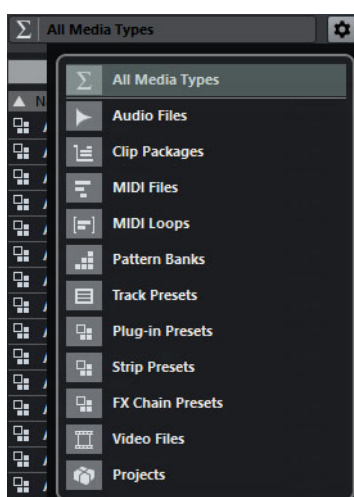 Σ All Media Types
N
Σ All Media Types
Audio Files
Clip Packages
MIDI Files
MIDI Loops
Pattern Banks
Track Presets
Plug-in Presets
Strip Presets
FX Chain Presets
Video Files
Projects